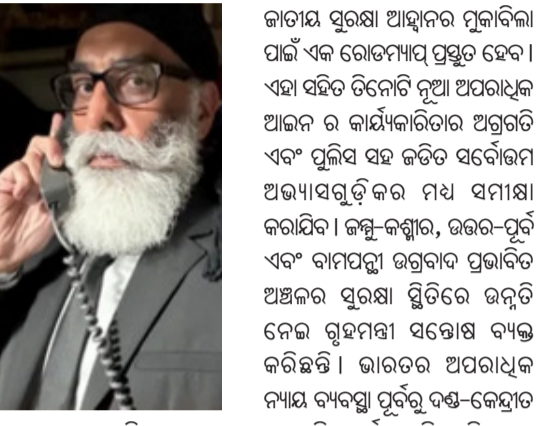 ଜାତୀୟ ସୁରକ୍ଷା ଆହ୍ୱାନର ମୁକାବିଲା
ପାଇଁ ଏକ ରୋଡମ୍ୟାପ୍ ପ୍ରସ୍ତୁତ ହେବ।
ଏହା ସହିତ ତିନୋଟି ନୂଆ ଅପରାଧିକ
ଆଇନ ର କାର୍ଯ୍ୟକାରିତାର ଅଗ୍ରଗତି
ଏବଂ ପୁଲିସ ସହ ଜଡିତ ସର୍ବୋତ୍ତମ
ଅଭ୍ୟାସଗୁଡ଼ିକର ମଧ୍ୟ ସମୀକ୍ଷା
କରାଯିବ। ଜମ୍ମୁ-କଶ୍ମୀର, ଉତ୍ତର-ପୂର୍ବ
ଏବଂ ବାମପନ୍ଥୀ ଉଗ୍ରବାଦ ପ୍ରଭାବିତ
ଅଞ୍ଚଳର ସୁରକ୍ଷା ସ୍ଥିତିରେ ଉନ୍ନତି
ନେଇ ଗୃହମନ୍ତ୍ରୀ ସନ୍ତୋଷ ବ୍ୟକ୍ତ
କରିଛନ୍ତି। ଭାରତର ଅପରାଧିକ
ନ୍ୟାୟ ବ୍ୟବସ୍ଥା ପୂର୍ବରୁ ଦଣ୍ଡ-କେନ୍ଦ୍ରୀତ